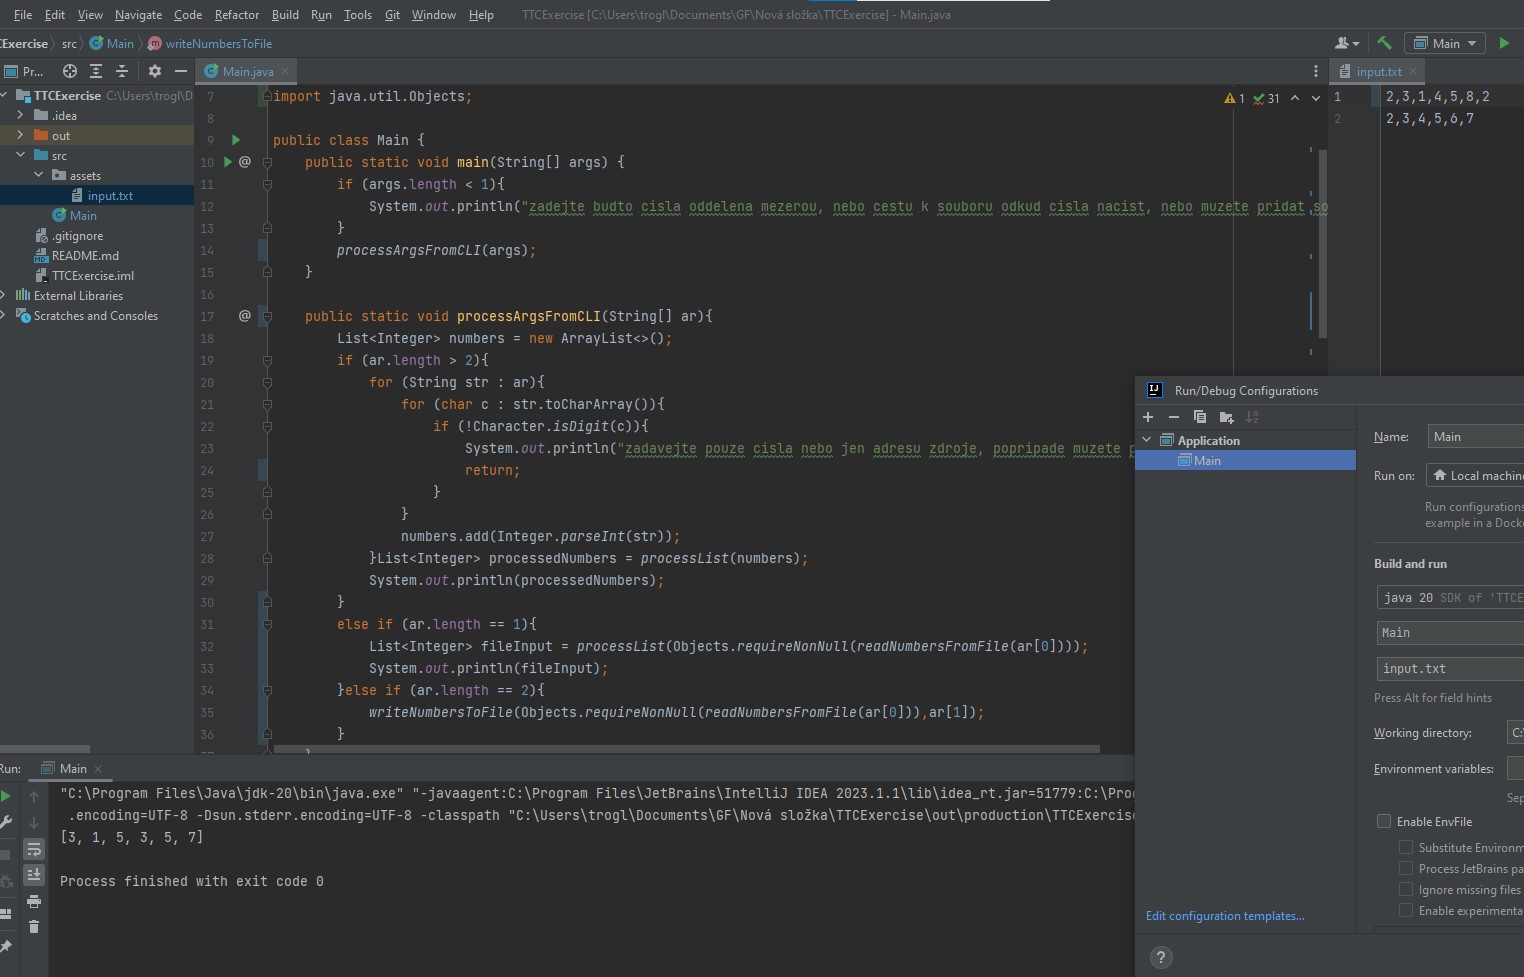 File Edit View Navigate Code Refactor Build Run Tools Git Window Help TTCExercise [C:\Users\trogl\Documents\GF\Nová složka\TTCExercise] - Main.java
CExercise src Main writeNumbersToFile Main
Pr... Main.java input.txt
TTCExercise C:\Users\trogl\D
.idea
out
src
assets
input.txt
Main
.gitignore
README.md
TTCExercise.iml
External Libraries
Scratches and Consoles
7 import java.util.Objects;
1 31
8
9 public class Main {
10 public static void main(String[] args) {
11 if (args.length < 1){
12 System.out.println("zadejte budto cisla oddelena mezerou, nebo cestu k souboru odkud cisla nacist, nebo muzete pridat so
13 }
14 processArgsFromCLI(args);
15 }
16
17 @ public static void processArgsFromCLI(String[] ar){
18 List<Integer> numbers = new ArrayList<>();
19 if (ar.length > 2){
20 for (String str : ar){
21 for (char c : str.toCharArray()){
22 if (!Character.isDigit(c)){
23 System.out.println("zadavejte pouze cisla nebo jen adresu zdroje, popripade muzete p
24 return;
25 }
26 }
27 numbers.add(Integer.parseInt(str));
28 }List<Integer> processedNumbers = processList(numbers);
29 System.out.println(processedNumbers);
30 }
31 else if (ar.length == 1){
32 List<Integer> fileInput = processList(Objects.requireNonNull(readNumbersFromFile(ar[0])));
33 System.out.println(fileInput);
34 }else if (ar.length == 2){
35 writeNumbersToFile(Objects.requireNonNull(readNumbersFromFile(ar[0])),ar[1]);
36 }
1 2,3,1,4,5,8,2
2 2,3,4,5,6,7
Run/Debug Configurations
Application
Main
Name: Main
Run on: Local machine
Run configurations
example in a Docke
Build and run
java 20 SDK of 'TTCE
Main
input.txt
Press Alt for field hints
Working directory: C:\
Environment variables:
Sep
Enable EnvFile
Substitute Environm
Process JetBrains pa
Ignore missing files
Enable experimenta
Edit configuration templates...
?
Run: Main
"C:\Program Files\Java\jdk-20\bin\java.exe" "-javaagent:C:\Program Files\JetBrains\IntelliJ IDEA 2023.1.1\lib\idea_rt.jar=51779:C:\Pro
.encoding=UTF-8 -Dsun.stderr.encoding=UTF-8 -classpath "C:\Users\trogl\Documents\GF\Nová složka\TTCExercise\out\production\TTCExercise
[3, 1, 5, 3, 5, 7]
Process finished with exit code 0